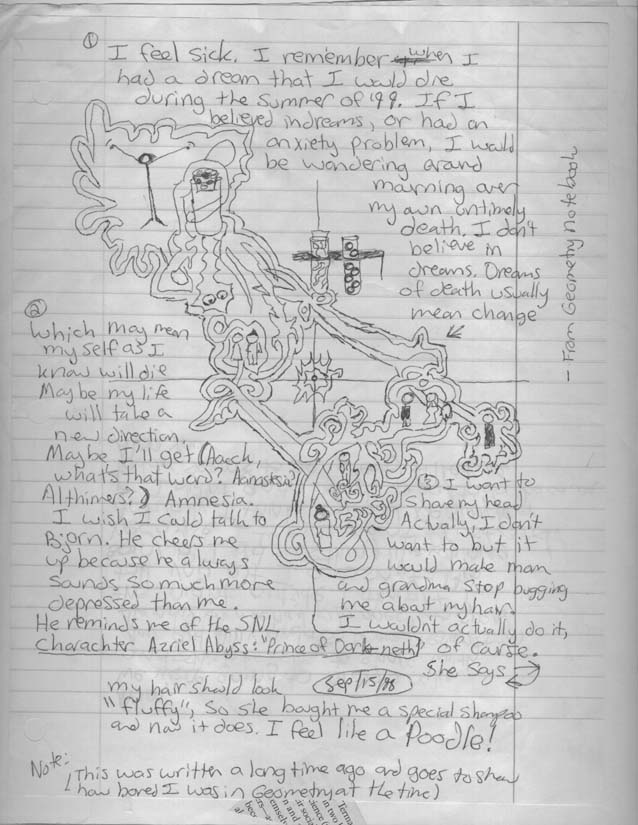 ① I feel sick. I remember when I
had a dream that I would die
during the summer of '99. If I
believed in dreams, or had an
anxiety problem, I would
be wondering around
mourning over
my own untimely
death. I don't
believe in
dreams. Dreams
of death usually
mean change
②
which may mean
my self as I
know will die
Maybe my life
will take a
new direction.
Maybe I'll get (Aacch,
what's that word?
Althimers?) Amnesia.
I wish I could talk to
Bjorn. He cheers me
up because he always
sounds so much more
depressed than me.
He reminds me of the SNL
charachter Azriel Abyss: "Prince of Dark-neth"
③ I want to
shave my head
Actually, I don't
want to but it
would make mom
and grandma stop bugging
me about my hair.
I wouldn't actually do it,
of course.
She says
my hair should look
"fluffy", so she bought me a special shampoo
and now it does. I feel like a Poodle!
Sep/15/98
Note:
(This was written a long time ago and goes to show
how bored I was in Geometry at the time)
— From Geometry Notebook